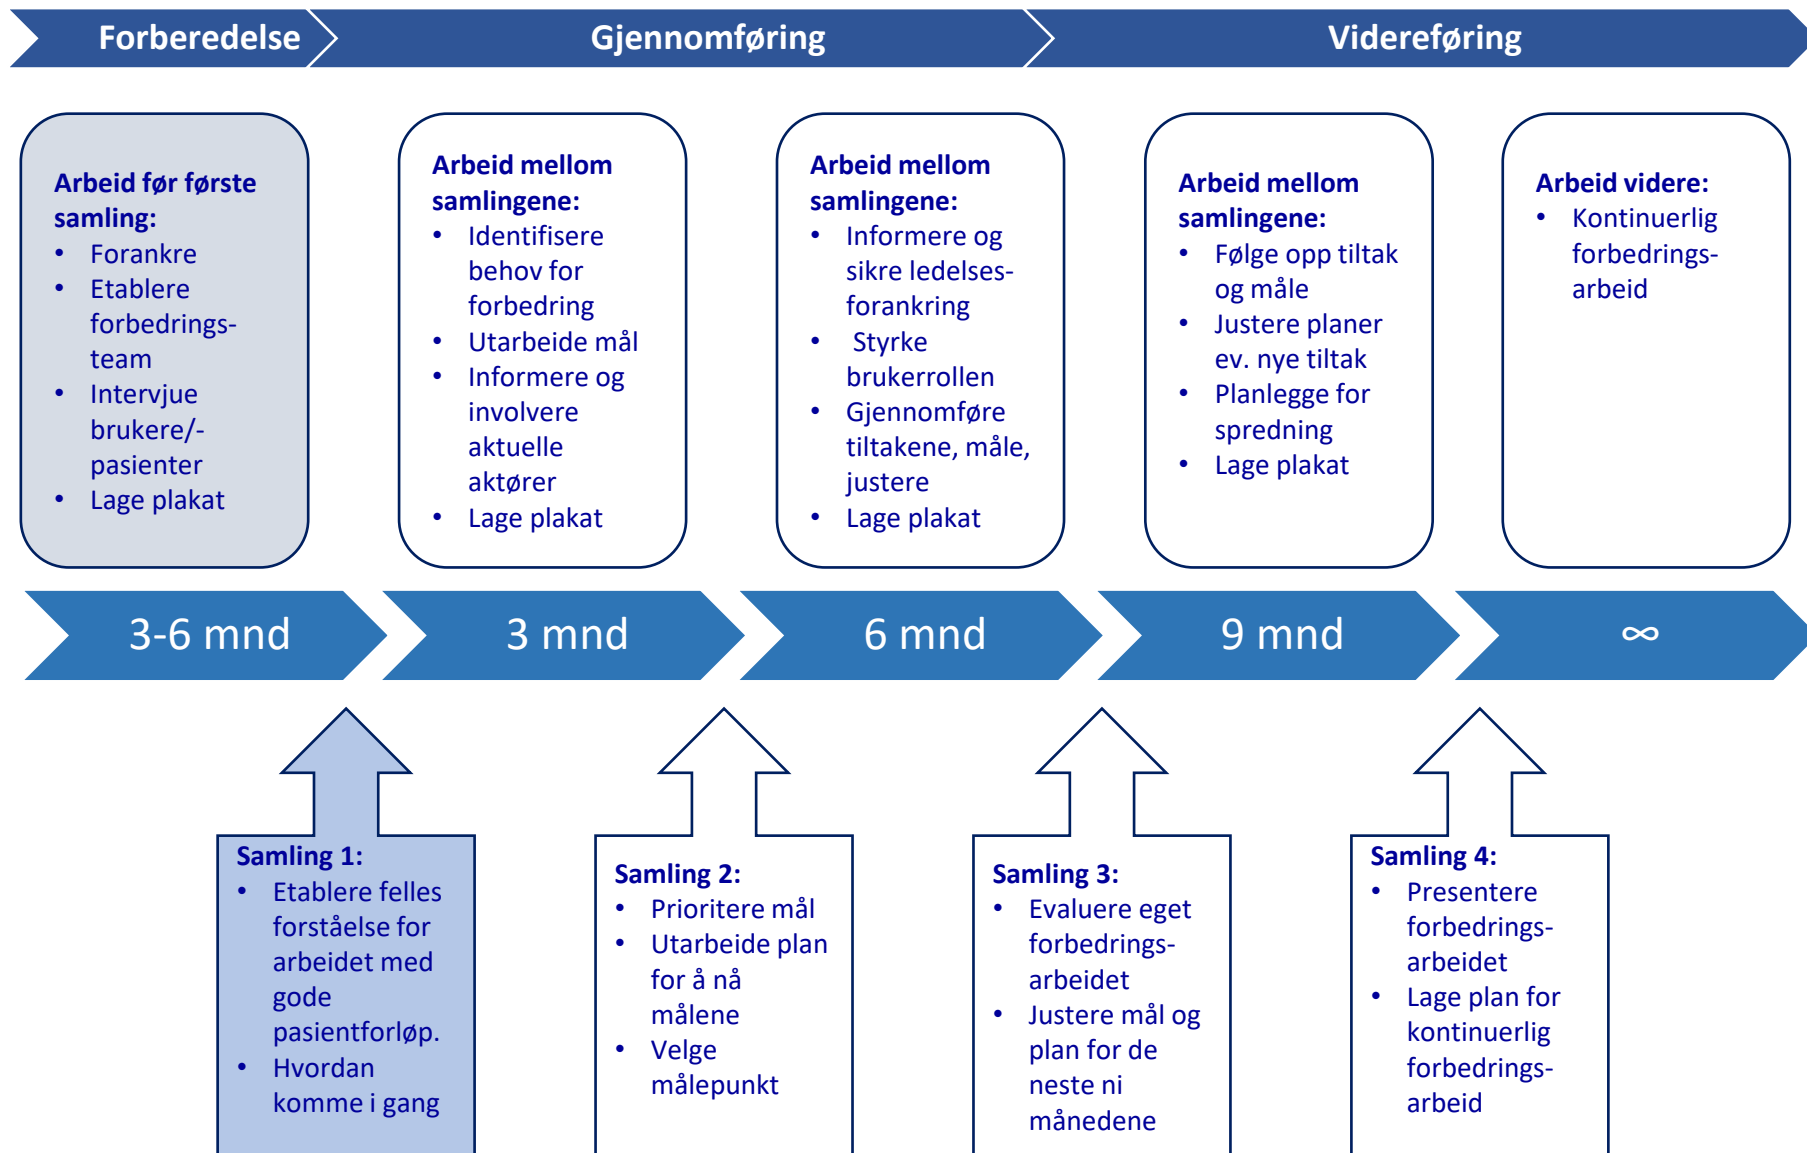 Forberedelse
Gjennomføring
Videreføring
Arbeid før første
samling:
• Forankre
• Etablere
forbedrings-
team
• Intervjue
brukere/-
pasienter
• Lage plakat
Arbeid mellom
samlingene:
• Identifisere
behov for
forbedring
• Utarbeide mål
• Informere og
involvere
aktuelle
aktører
• Lage plakat
Arbeid mellom
samlingene:
• Informere og
sikre ledelses-
forankring
• Styrke
brukerrollen
• Gjennomføre
tiltakene, måle,
justere
• Lage plakat
Arbeid mellom
samlingene:
• Følge opp tiltak
og måle
• Justere planer
ev. nye tiltak
• Planlegge for
spredning
• Lage plakat
Arbeid videre:
• Kontinuerlig
forbedrings-
arbeid
3-6 mnd
3 mnd
6 mnd
9 mnd
∞
Samling 1:
• Etablere felles
forståelse for
arbeidet med
gode
pasientforløp.
• Hvordan
komme i gang
Samling 2:
• Prioritere mål
• Utarbeide plan
for å nå
målene
• Velge
målepunkt
Samling 3:
• Evaluere eget
forbedrings-
arbeidet
• Justere mål og
plan for de
neste ni
månedene
Samling 4:
• Presentere
forbedrings-
arbeidet
• Lage plan for
kontinuerlig
forbedrings-
arbeid